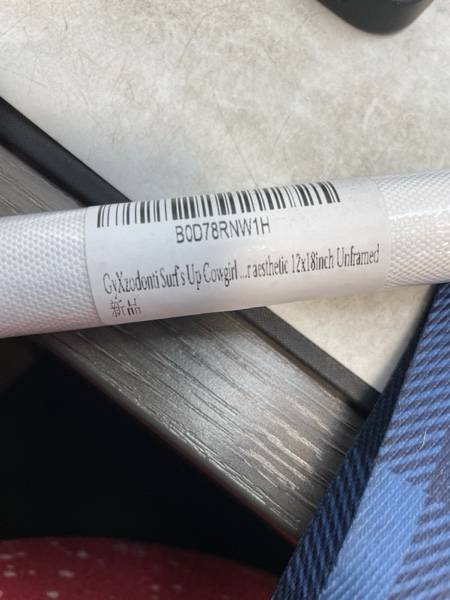 B0D78RNW1H
GvXzodonti Surf's Up Cowgirl ...r aesthetic 12x18inch Unframed
新品